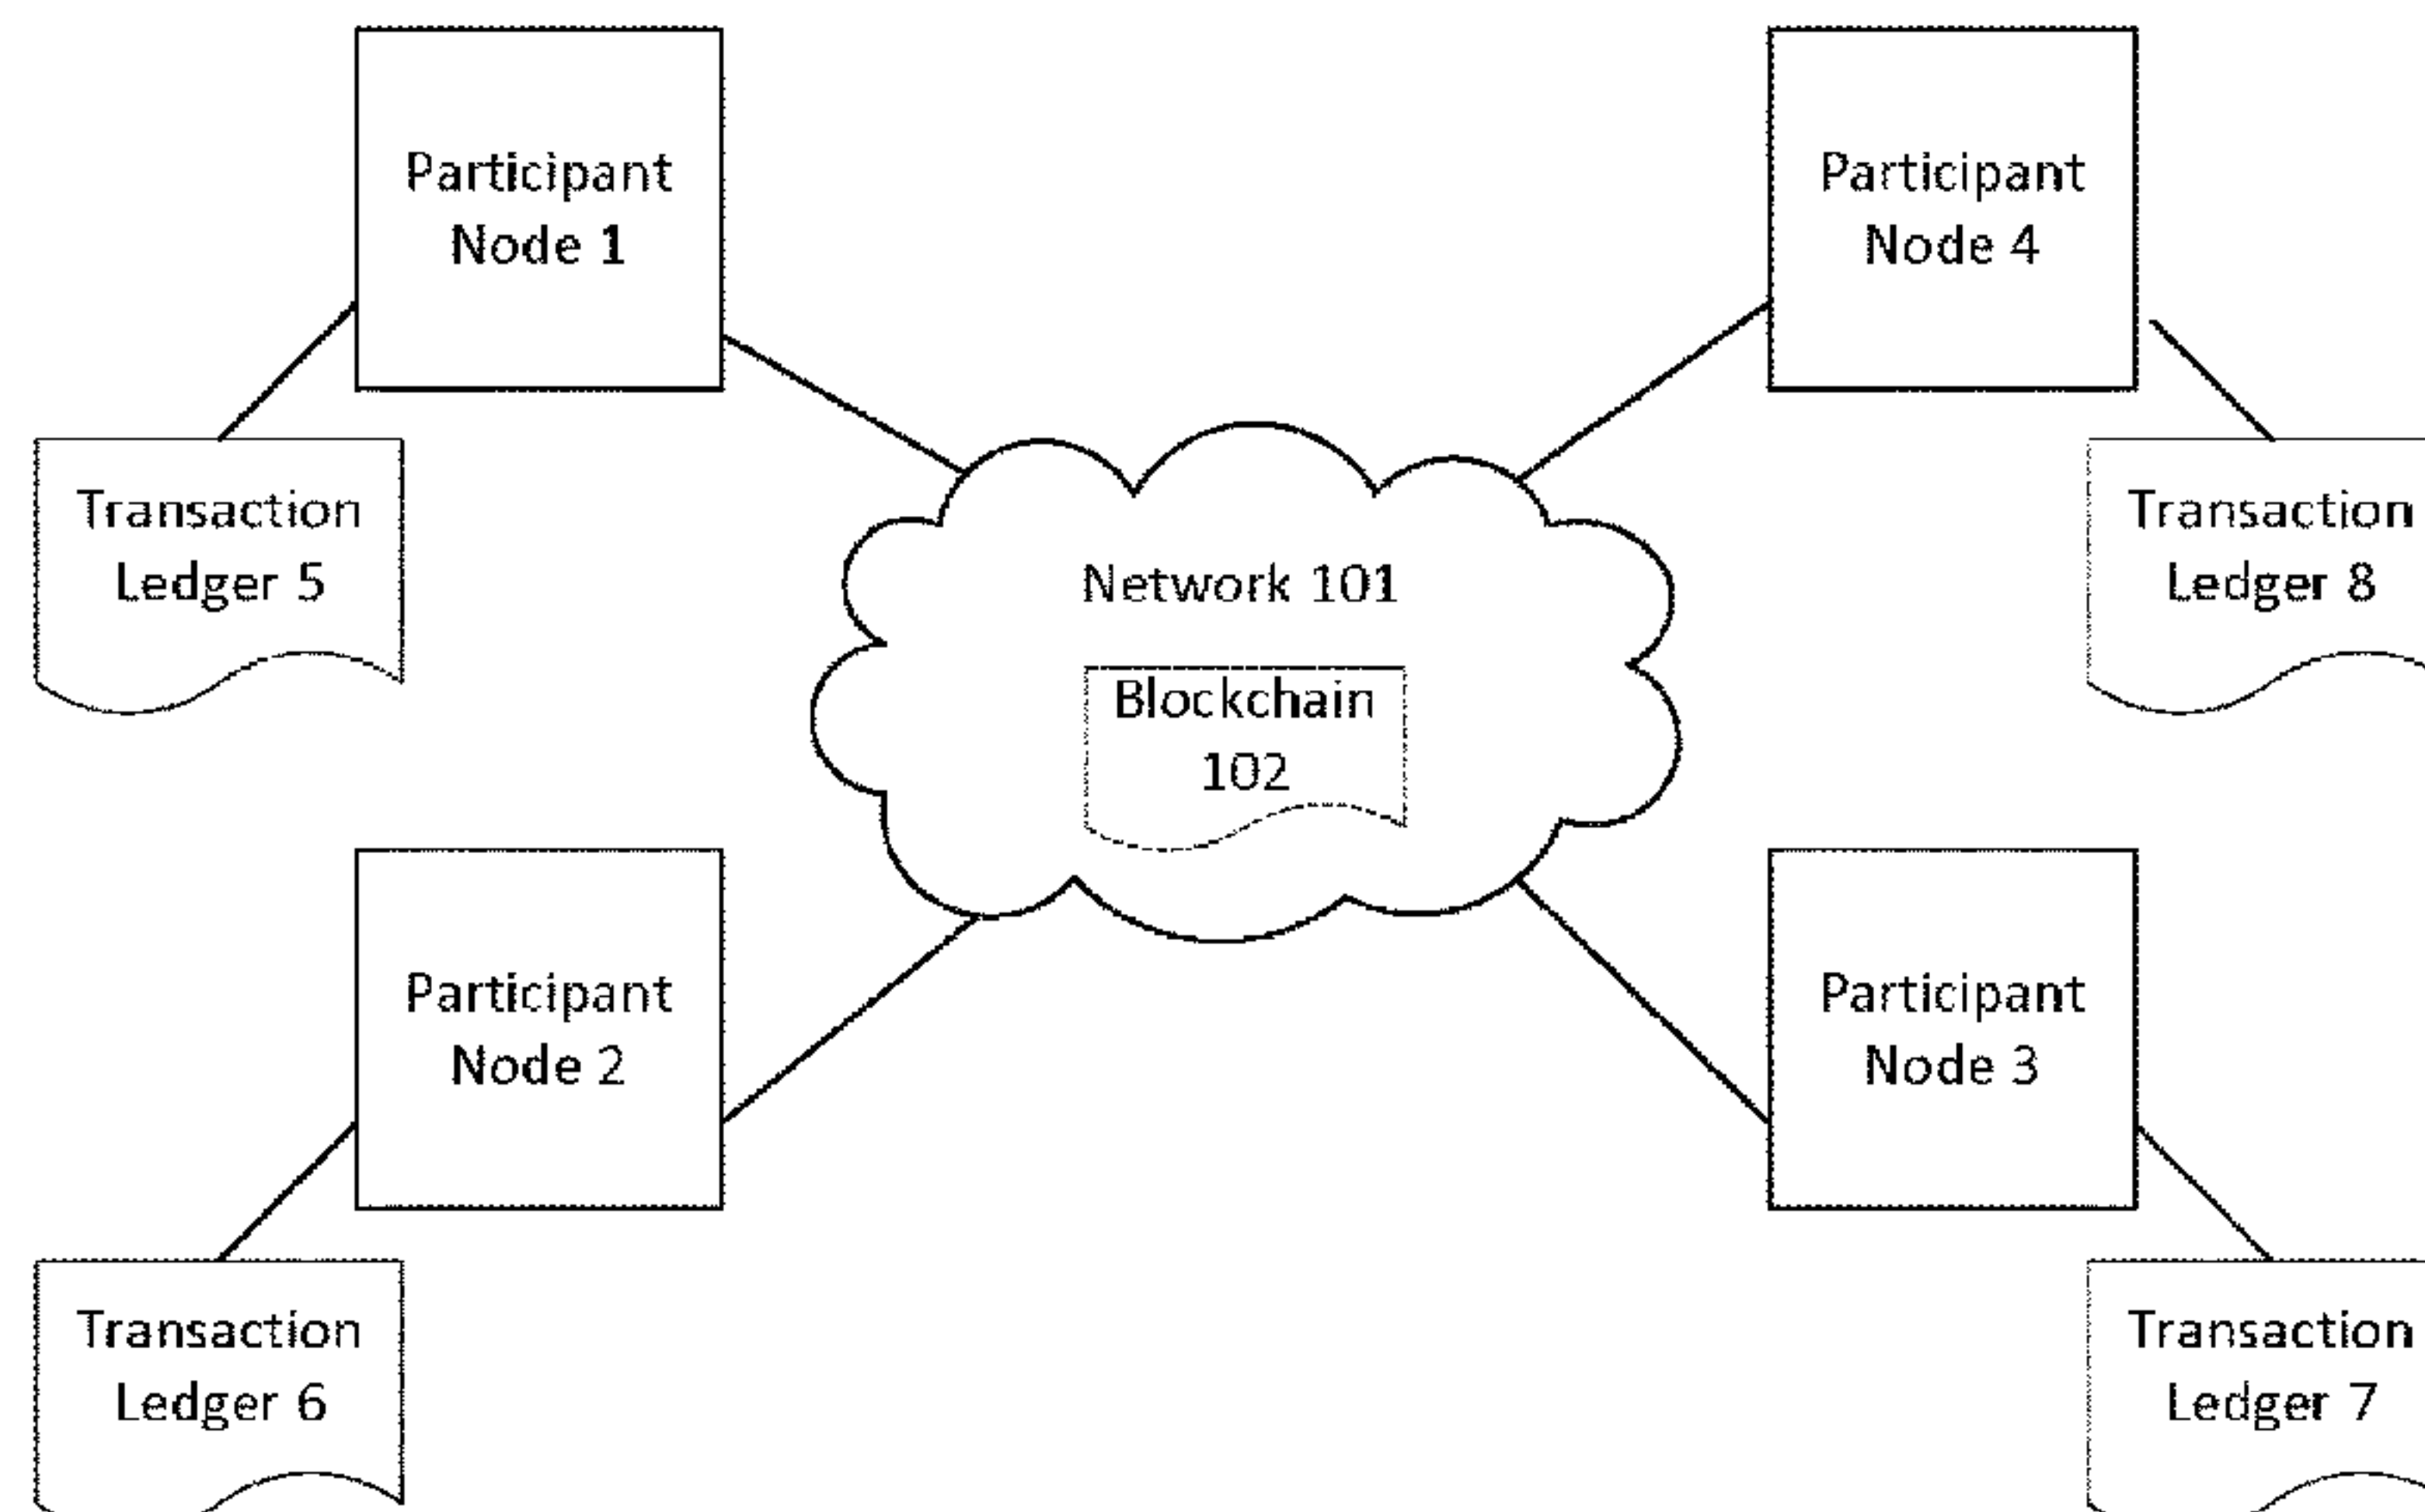 Participant
Node 1
Participant
Node 4
Transaction
Ledger 5
Network 101
Transaction
Ledger 8
Blockchain
102
Participant
Node 2
Participant
Node 3
Transaction
Ledger 6
Transaction
Ledger 7